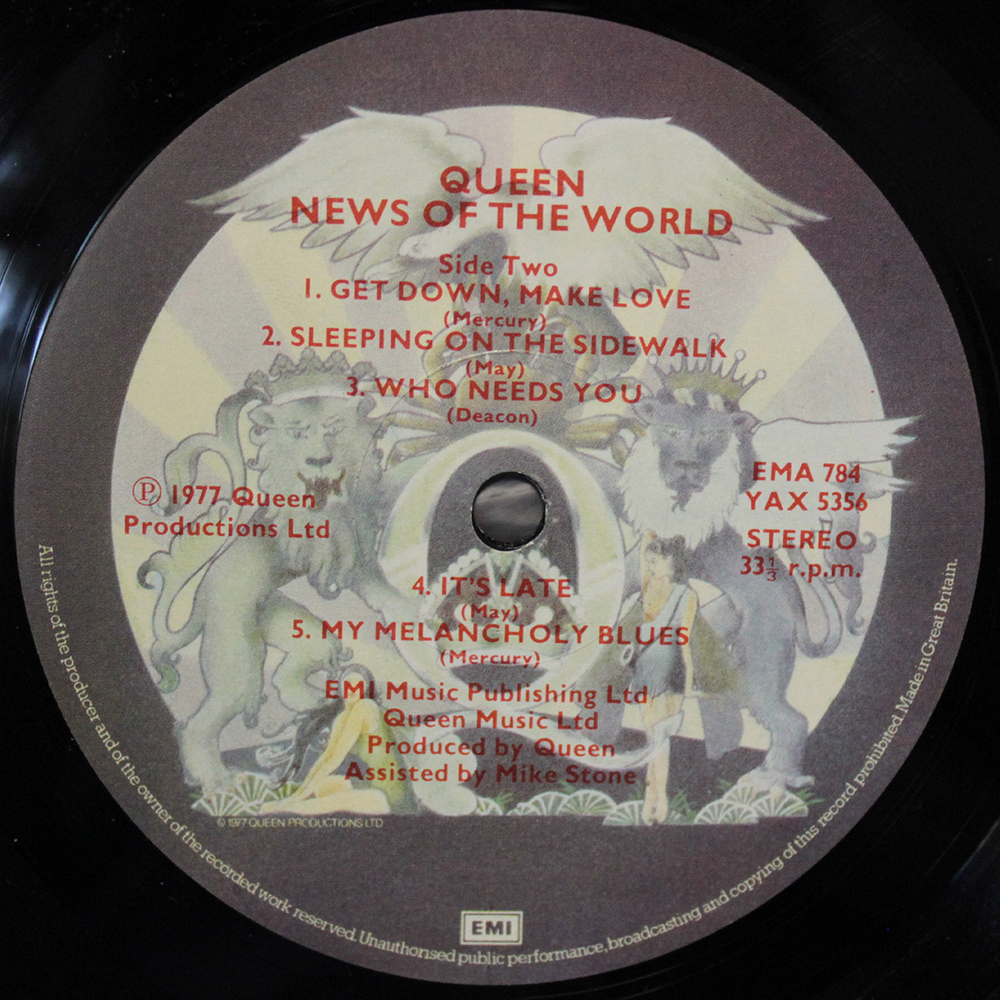 QUEEN
NEWS OF THE WORLD
Side Two
1. GET DOWN, MAKE LOVE
(Mercury)
2. SLEEPING ON THE SIDEWALK
(May)
3. WHO NEEDS YOU
(Deacon)
Ⓟ 1977 Queen
Productions Ltd
EMA 784
YAX 5356
STEREO
33⅓ r.p.m.
4. IT'S LATE
(May)
5. MY MELANCHOLY BLUES
(Mercury)
EMI Music Publishing Ltd
Queen Music Ltd
Produced by Queen
Assisted by Mike Stone
© 1977 QUEEN PRODUCTIONS LTD
EMI
All rights of the producer and of the owner of the recorded work reserved. Unauthorised public performance, broadcasting and copying of this record prohibited. Made in Great Britain.